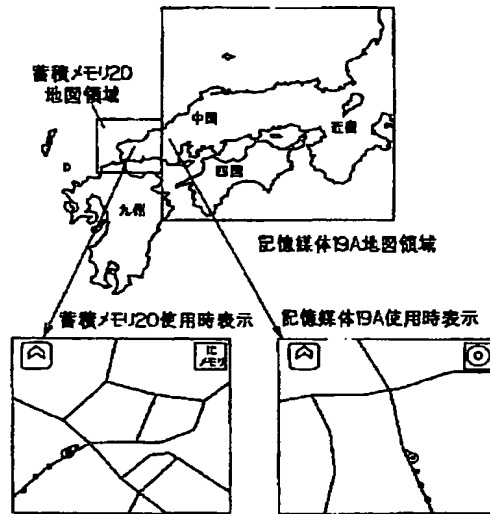 蓄積メモリ20
地図領域
中国
近畿
四国
九州
記憶媒体19A地図領域
蓄積メモリ20使用時表示
記憶媒体19A使用時表示
IC
メモリ